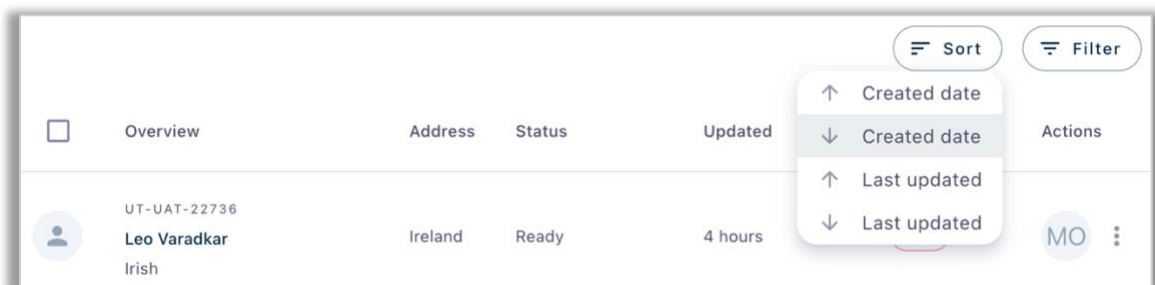 Sort Filter
Created date
Overview Address Status Updated Created date Actions
Last updated
UT-UAT-22736
Last updated
Leo Varadkar Ireland Ready 4 hours MO
Irish